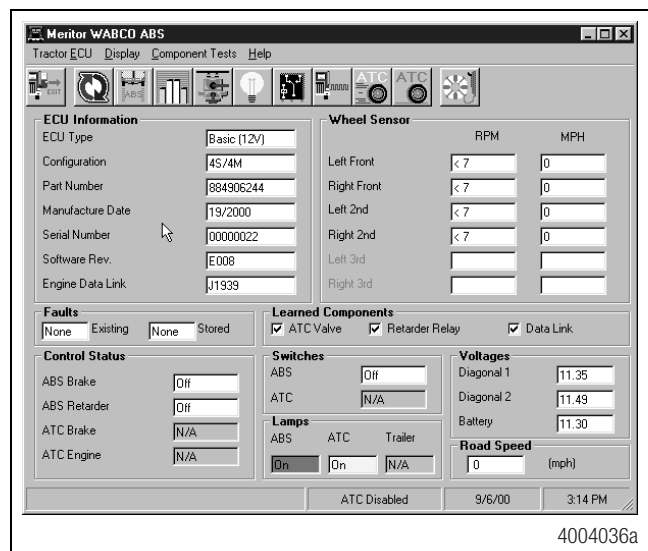 Meritor WABCO ABS
Tractor ECU Display Component Tests Help
EXIT ABS ATC ATC
ECU Information
ECU Type Basic (12V)
Configuration 4S/4M
Part Number 884906244
Manufacture Date 19/2000
Serial Number 00000022
Software Rev. E008
Engine Data Link J1939
Wheel Sensor
RPM MPH
Left Front < 7 0
Right Front < 7 0
Left 2nd < 7 0
Right 2nd < 7 0
Left 3rd
Right 3rd
Faults
None Existing None Stored
Learned Components
ATC Valve Retarder Relay Data Link
Control Status
ABS Brake Off
ABS Retarder Off
ATC Brake N/A
ATC Engine N/A
Switches
ABS Off
ATC N/A
Lamps
ABS ATC Trailer
On On N/A
Voltages
Diagonal 1 11.35
Diagonal 2 11.49
Battery 11.30
Road Speed
0 (mph)
ATC Disabled 9/6/00 3:14 PM
4004036a